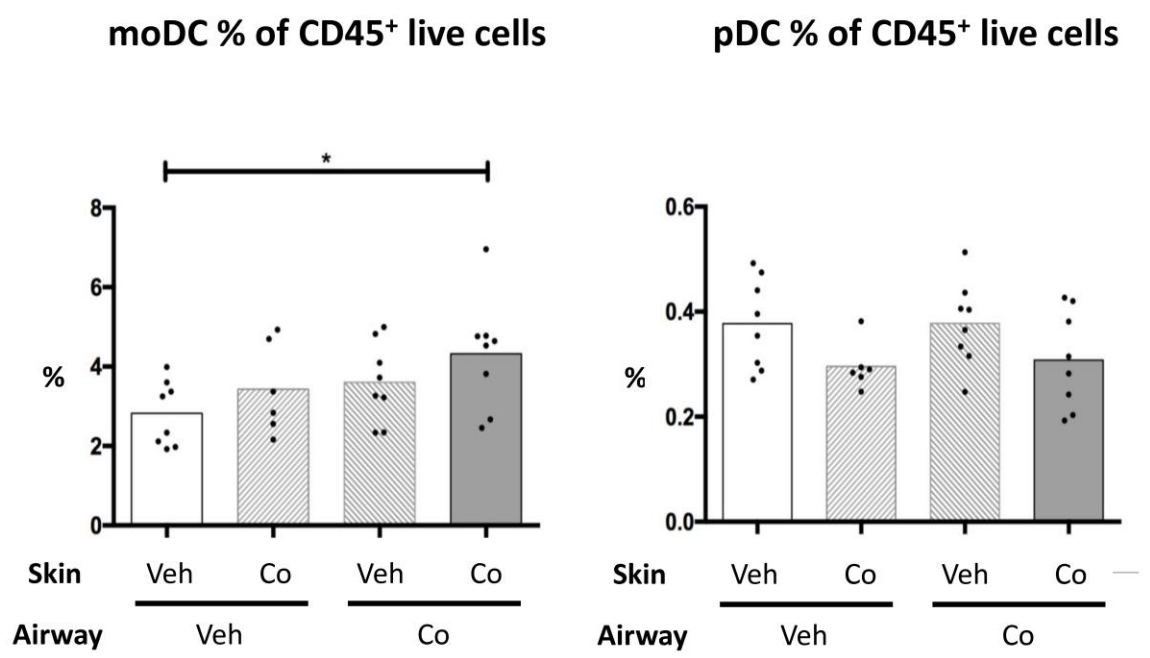 moDC % of CD45⁺ live cells
*
8
6
4
2
0
%
Skin Veh Co Veh Co
Airway Veh Co
pDC % of CD45⁺ live cells
0.6
0.4
0.2
0.0
%
Skin Veh Co Veh Co
Airway Veh Co